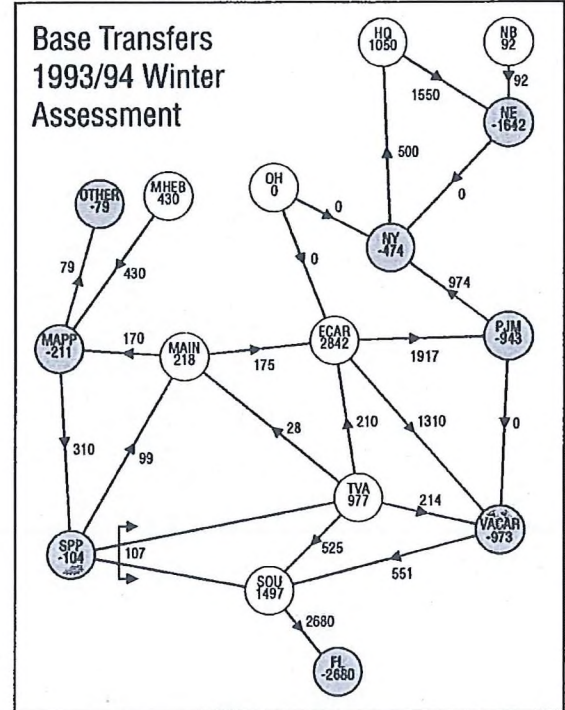 Base Transfers
1993/94 Winter
Assessment
HQ
1050
NB
92
1550
92
NE
-1642
500
0
OTHER
-79
MHEB
430
OH
0
0
NY
-474
79
430
0
974
MAPP
-211
170
MAIN
218
175
ECAR
2842
1917
PJM
-943
310
99
28
210
1310
0
TVA
977
214
VACAR
-973
SPP
-104
107
525
551
SOU
1497
2680
FL
-2680